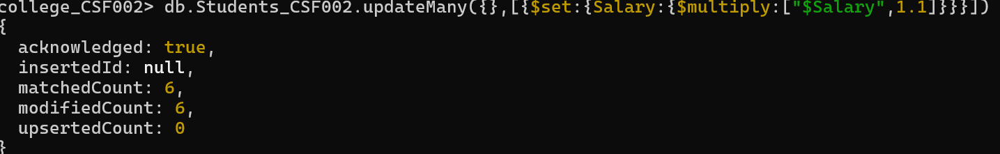 college_CSF002> db.Students_CSF002.updateMany({},[{$set:{Salary:{$multiply:["$Salary",1.1]}}}])
{
  acknowledged: true,
  insertedId: null,
  matchedCount: 6,
  modifiedCount: 6,
  upsertedCount: 0
}